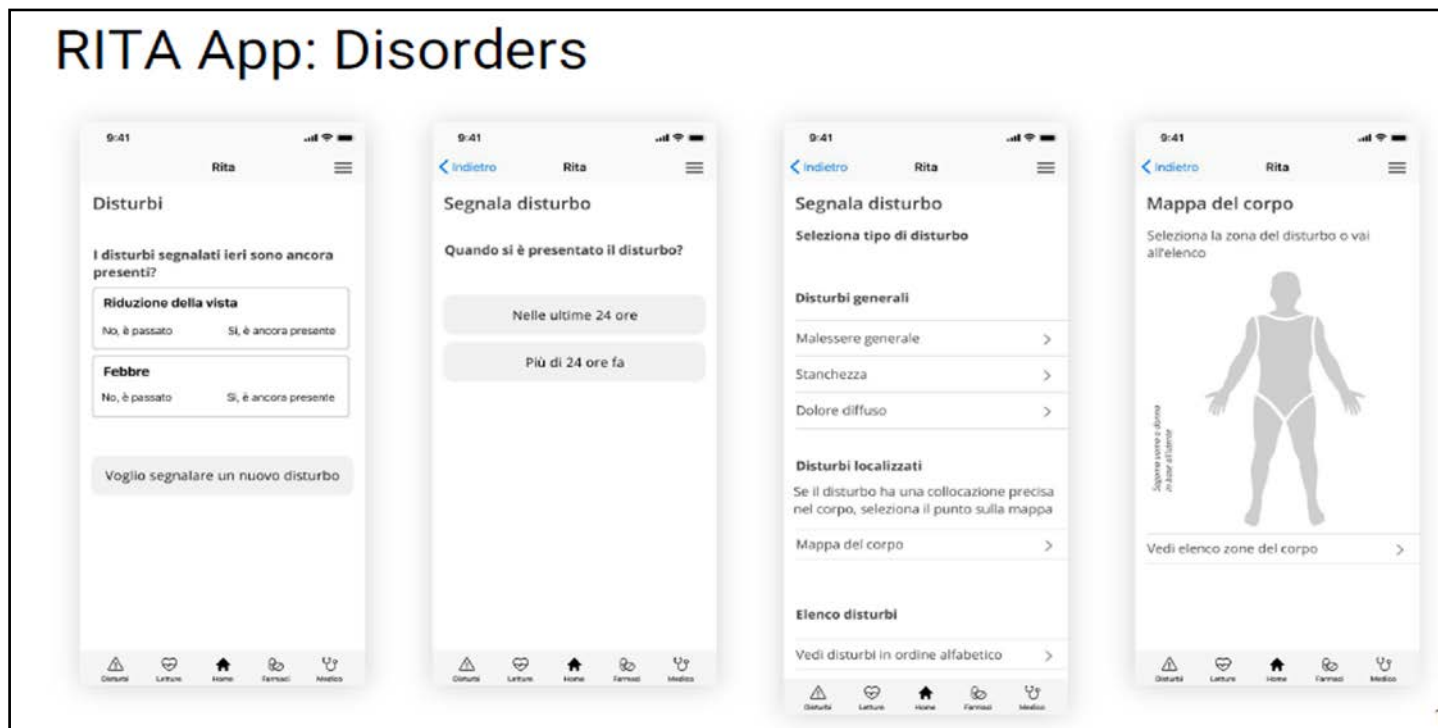 RITA App: Disorders
9:41
Rita
Disturbi
I disturbi segnalati ieri sono ancora
presenti?
Riduzione della vista
No, è passato Sì, è ancora presente
Febbre
No, è passato Sì, è ancora presente
Voglio segnalare un nuovo disturbo
Disturbi Letture Home Farmaci Medico
9:41
Indietro Rita
Segnala disturbo
Quando si è presentato il disturbo?
Nelle ultime 24 ore
Più di 24 ore fa
Disturbi Letture Home Farmaci Medico
9:41
Indietro Rita
Segnala disturbo
Seleziona tipo di disturbo
Disturbi generali
Malessere generale
Stanchezza
Dolore diffuso
Disturbi localizzati
Se il disturbo ha una collocazione precisa
nel corpo, seleziona il punto sulla mappa
Mappa del corpo
Elenco disturbi
Vedi disturbi in ordine alfabetico
Disturbi Letture Home Farmaci Medico
9:41
Indietro Rita
Mappa del corpo
Seleziona la zona del disturbo o vai
all'elenco
Sagoma uomo o donna
in base all'utente
Vedi elenco zone del corpo
Disturbi Letture Home Farmaci Medico